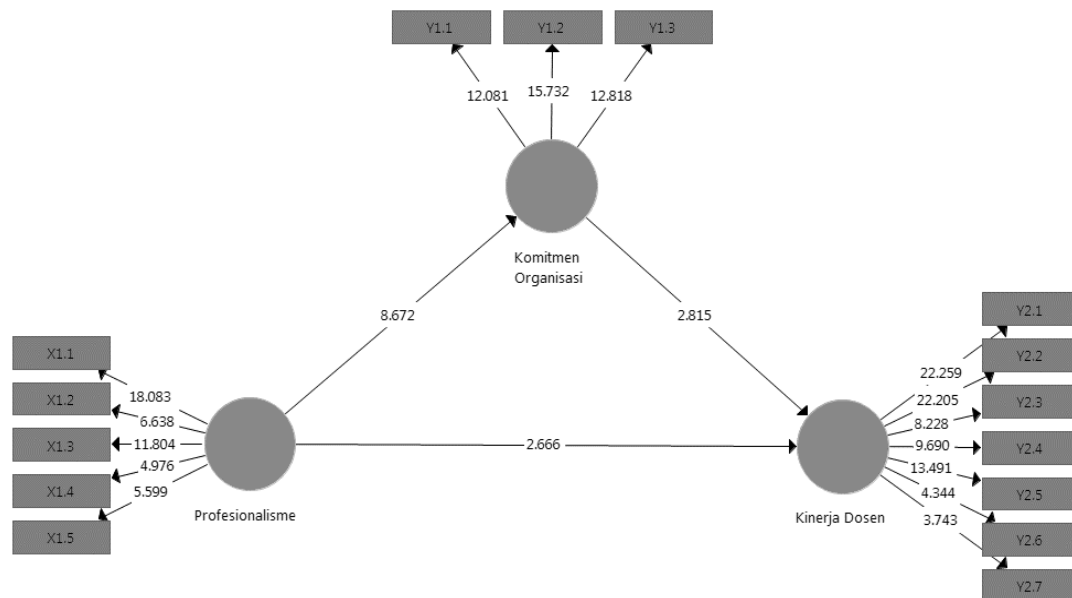 Y1.1
Y1.2
Y1.3
12.081
15.732
12.818
Komitmen
Organisasi
8.672
2.815
X1.1
X1.2
X1.3
X1.4
X1.5
18.083
6.638
11.804
4.976
5.599
Profesionalisme
2.666
Kinerja Dosen
22.259
22.205
8.228
9.690
13.491
4.344
3.743
Y2.1
Y2.2
Y2.3
Y2.4
Y2.5
Y2.6
Y2.7